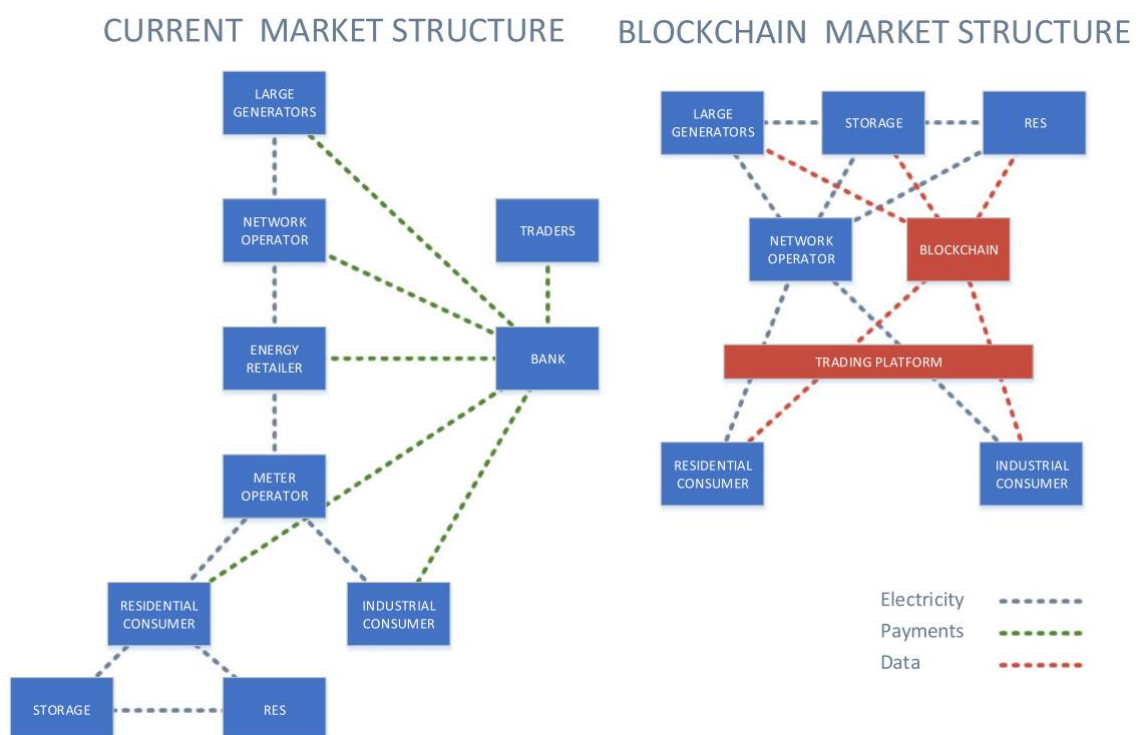 CURRENT MARKET STRUCTURE
LARGE
GENERATORS
NETWORK
OPERATOR
TRADERS
ENERGY
RETAILER
BANK
METER
OPERATOR
RESIDENTIAL
CONSUMER
INDUSTRIAL
CONSUMER
STORAGE
RES
BLOCKCHAIN MARKET STRUCTURE
LARGE
GENERATORS
STORAGE
RES
NETWORK
OPERATOR
BLOCKCHAIN
TRADING PLATFORM
RESIDENTIAL
CONSUMER
INDUSTRIAL
CONSUMER
Electricity
Payments
Data